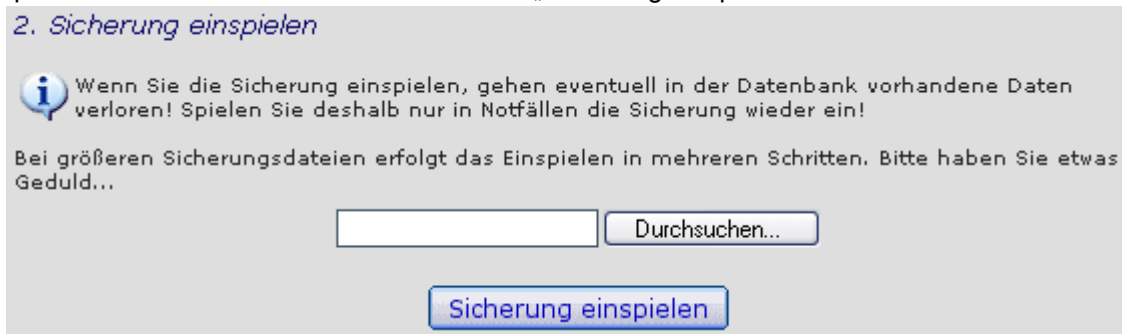 2. Sicherung einspielen
Wenn Sie die Sicherung einspielen, gehen eventuell in der Datenbank vorhandene Daten
verloren! Spielen Sie deshalb nur in Notfällen die Sicherung wieder ein!
Bei größeren Sicherungsdateien erfolgt das Einspielen in mehreren Schritten. Bitte haben Sie etwas
Geduld...
Durchsuchen...
Sicherung einspielen